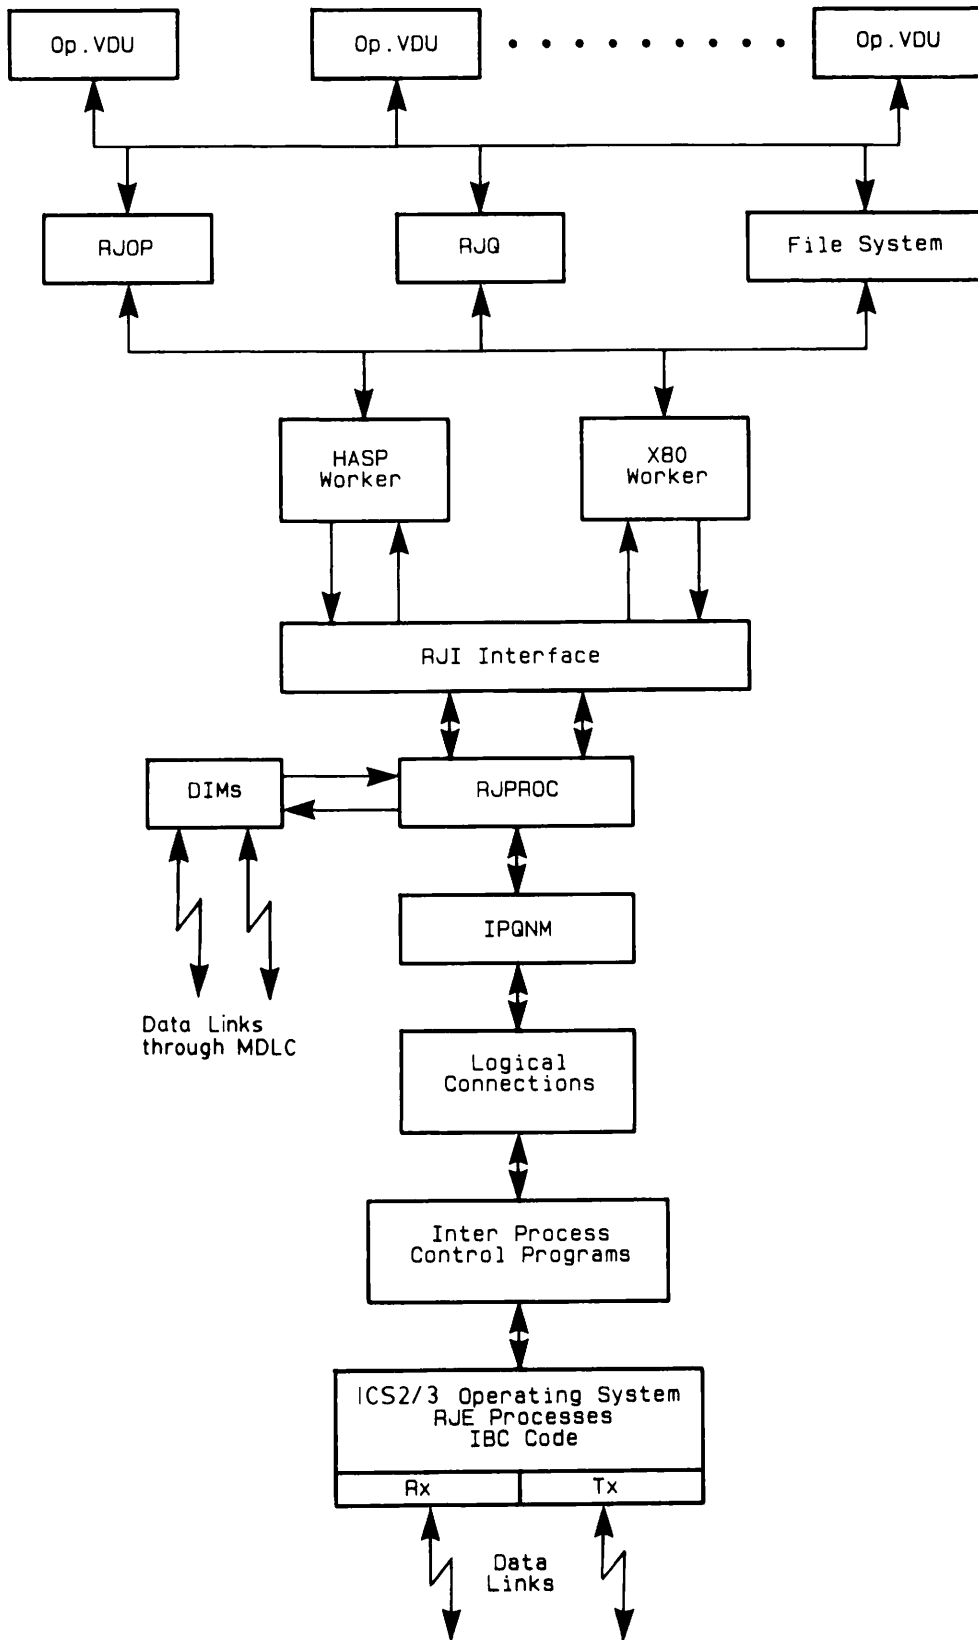 Op.VDU
Op.VDU
Op.VDU
RJOP
RJQ
File System
HASP
Worker
X80
Worker
RJI Interface
DIMs
RJPROC
IPQNM
Data Links
through MDLC
Logical
Connections
Inter Process
Control Programs
ICS2/3 Operating System
RJE Processes
IBC Code
Rx
Tx
Data
Links